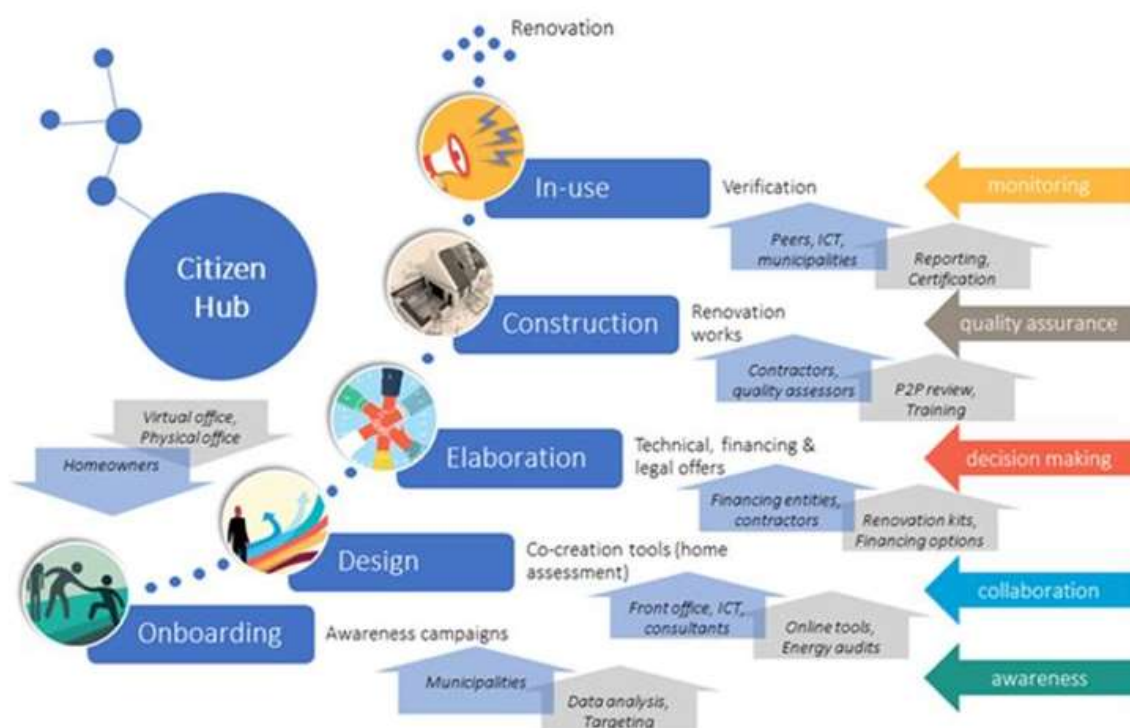 Renovation
In-use
Verification
monitoring
Peers, ICT,
municipalities
Reporting,
Certification
Citizen
Hub
Construction
Renovation
works
quality assurance
Contractors,
quality assessors
P2P review,
Training
Virtual office,
Physical office
Homeowners
Elaboration
Technical, financing &
legal offers
decision making
Financing entities,
contractors
Renovation kits,
Financing options
Design
Co-creation tools (home
assessment)
collaboration
Front office, ICT,
consultants
Online tools,
Energy audits
Onboarding
Awareness campaigns
awareness
Municipalities
Data analysis,
Targeting